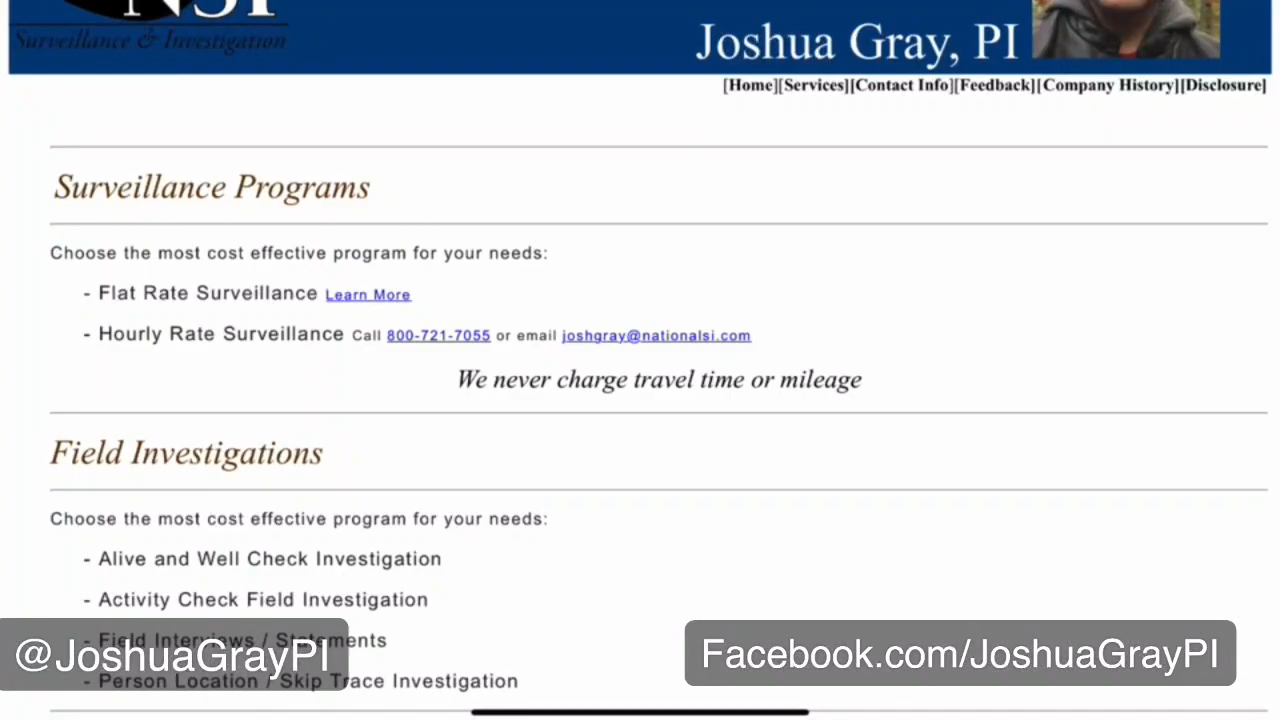 NSI
Surveillance & Investigation
Joshua Gray, PI
[Home][Services][Contact Info][Feedback][Company History][Disclosure]
Surveillance Programs
Choose the most cost effective program for your needs:
- Flat Rate Surveillance Learn More
- Hourly Rate Surveillance Call 800-721-7055 or email joshgray@nationalsi.com
We never charge travel time or mileage
Field Investigations
Choose the most cost effective program for your needs:
- Alive and Well Check Investigation
- Activity Check Field Investigation
- Field Interviews / Statements
@JoshuaGrayPI
Facebook.com/JoshuaGrayPI
- Person Location / Skip Trace Investigation